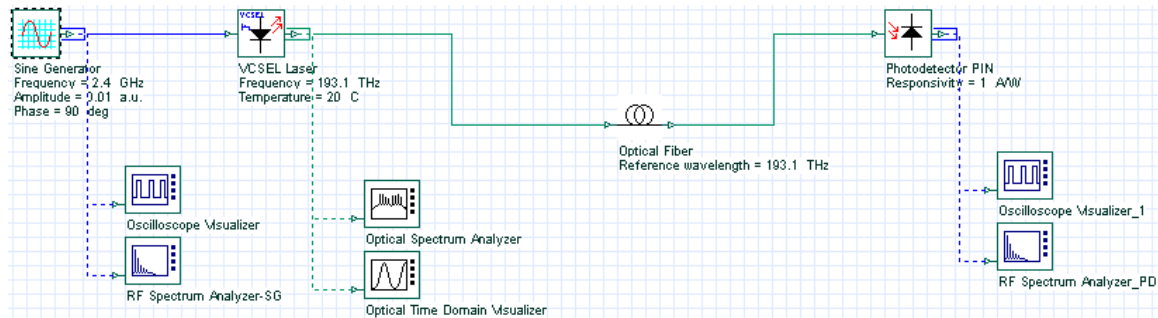 VCSEL
Sine Generator
Frequency = 2.4 GHz
Amplitude = 0.01 a.u.
Phase = 90 deg
VCSEL Laser
Frequency = 193.1 THz
Temperature = 20 C
Photodetector PIN
Responsivity = 1 A/W
Optical Fiber
Reference wavelength = 193.1 THz
Oscilloscope Visualizer
RF Spectrum Analyzer-SG
Optical Spectrum Analyzer
Optical Time Domain Visualizer
Oscilloscope Visualizer_1
RF Spectrum Analyzer_PD